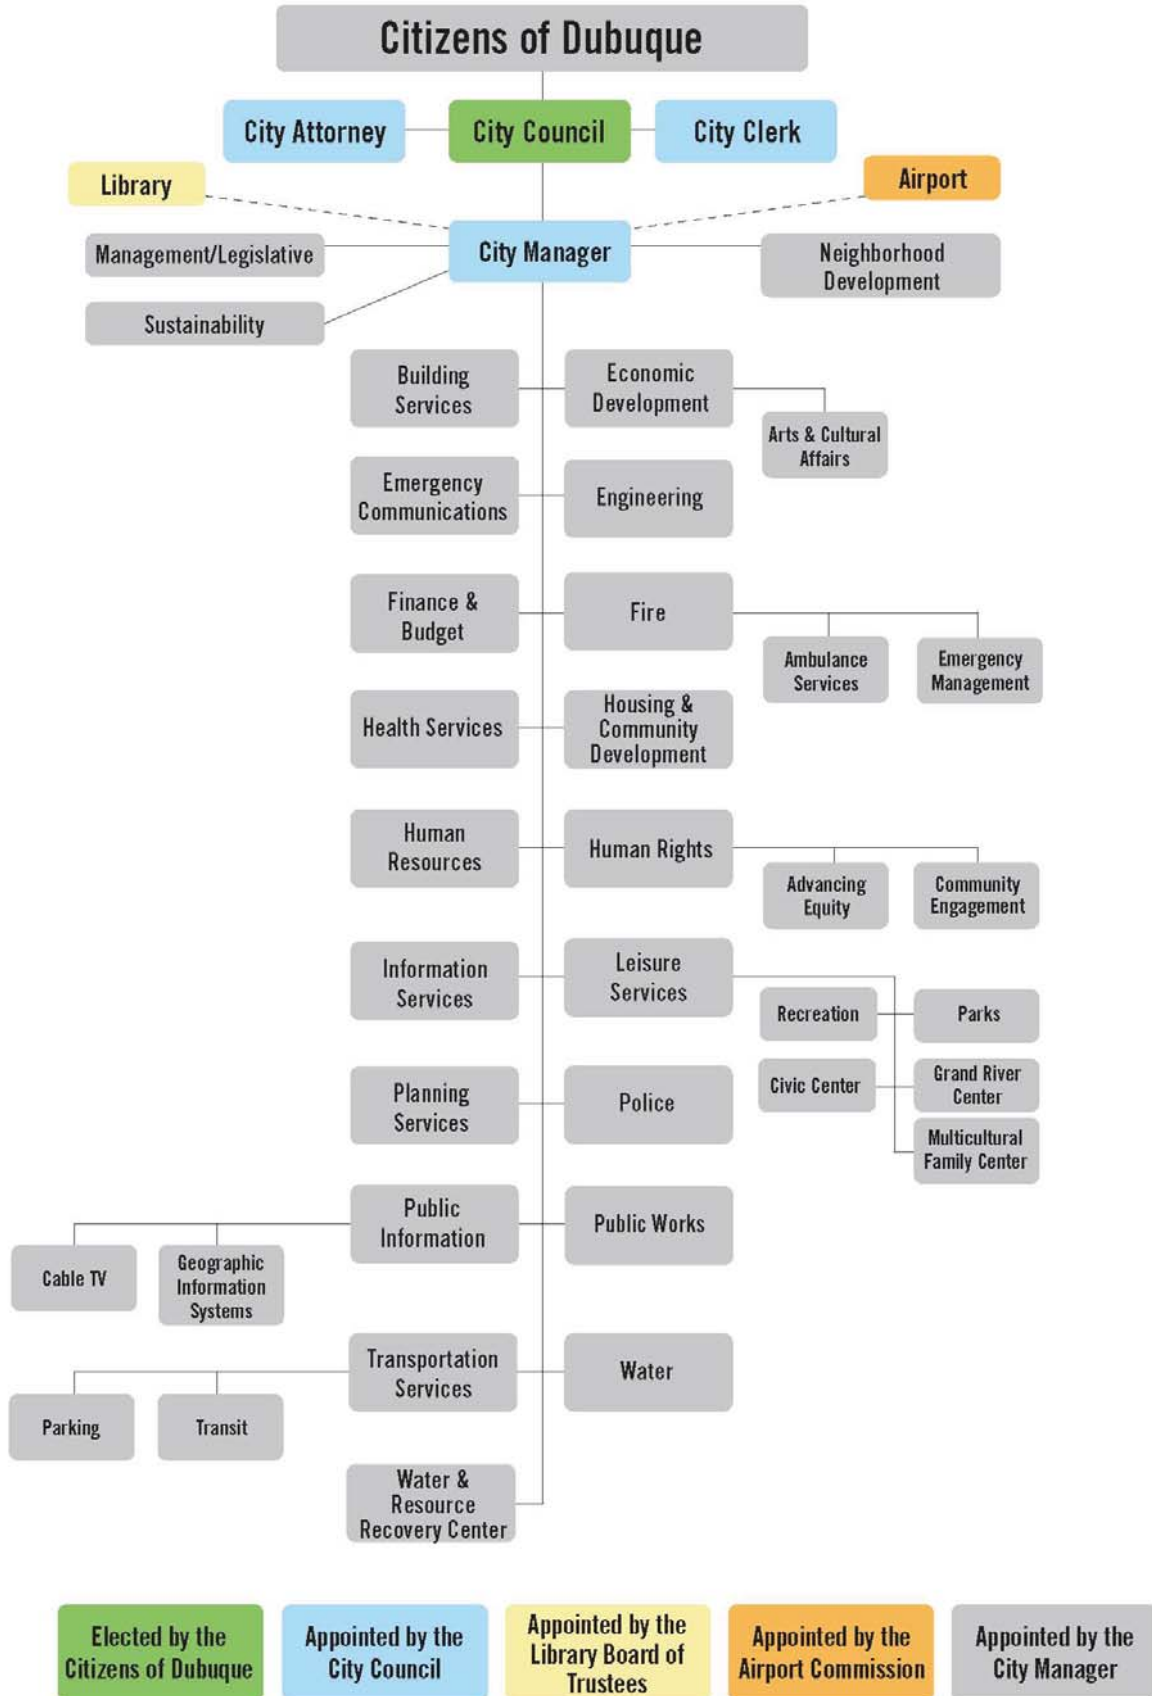 Citizens of Dubuque
City Attorney
City Council
City Clerk
Library
Airport
City Manager
Management/Legislative
Neighborhood
Development
Sustainability
Building
Services
Economic
Development
Arts & Cultural
Affairs
Emergency
Communications
Engineering
Finance &
Budget
Fire
Ambulance
Services
Emergency
Management
Health Services
Housing &
Community
Development
Human
Resources
Human Rights
Advancing
Equity
Community
Engagement
Information
Services
Leisure
Services
Recreation
Parks
Civic Center
Grand River
Center
Multicultural
Family Center
Planning
Services
Police
Public
Information
Public Works
Cable TV
Geographic
Information
Systems
Transportation
Services
Water
Parking
Transit
Water &
Resource
Recovery Center
Elected by the
Citizens of Dubuque
Appointed by the
City Council
Appointed by the
Library Board of
Trustees
Appointed by the
Airport Commission
Appointed by the
City Manager